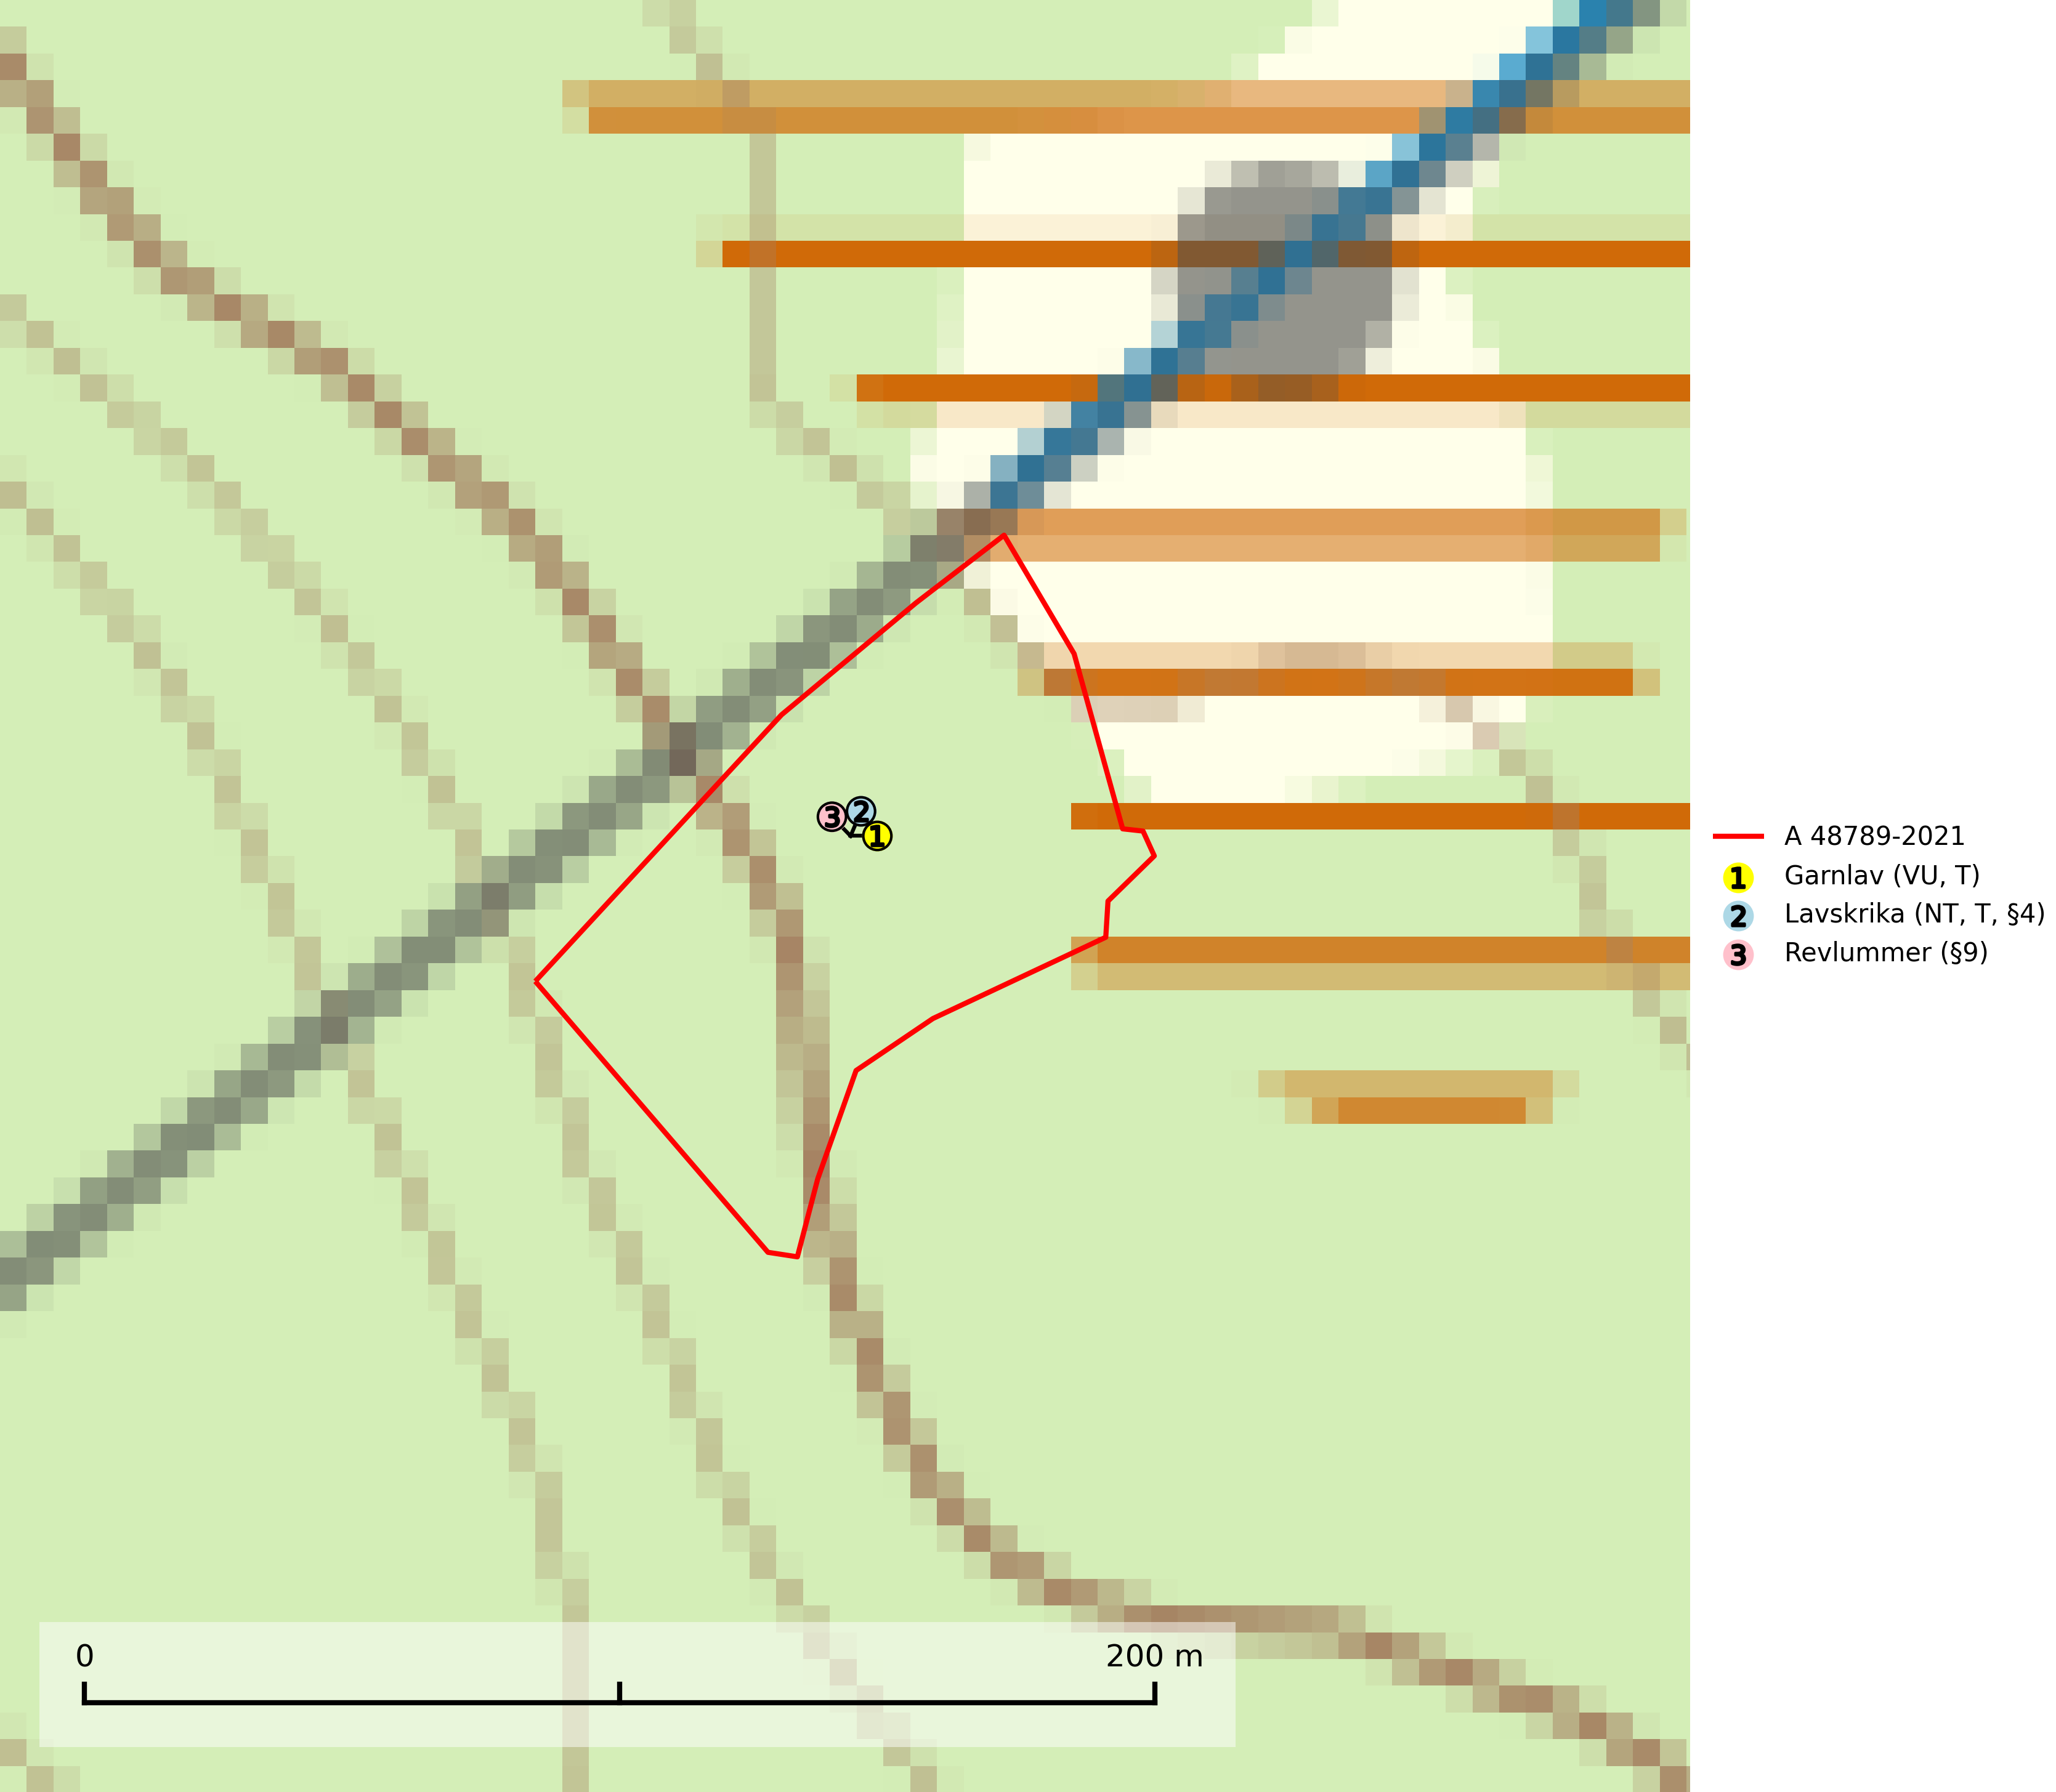 3
2
1
A 48789-2021
1 Garnlav (VU, T)
2 Lavskrika (NT, T, §4)
3 Revlummer (§9)
0 200 m